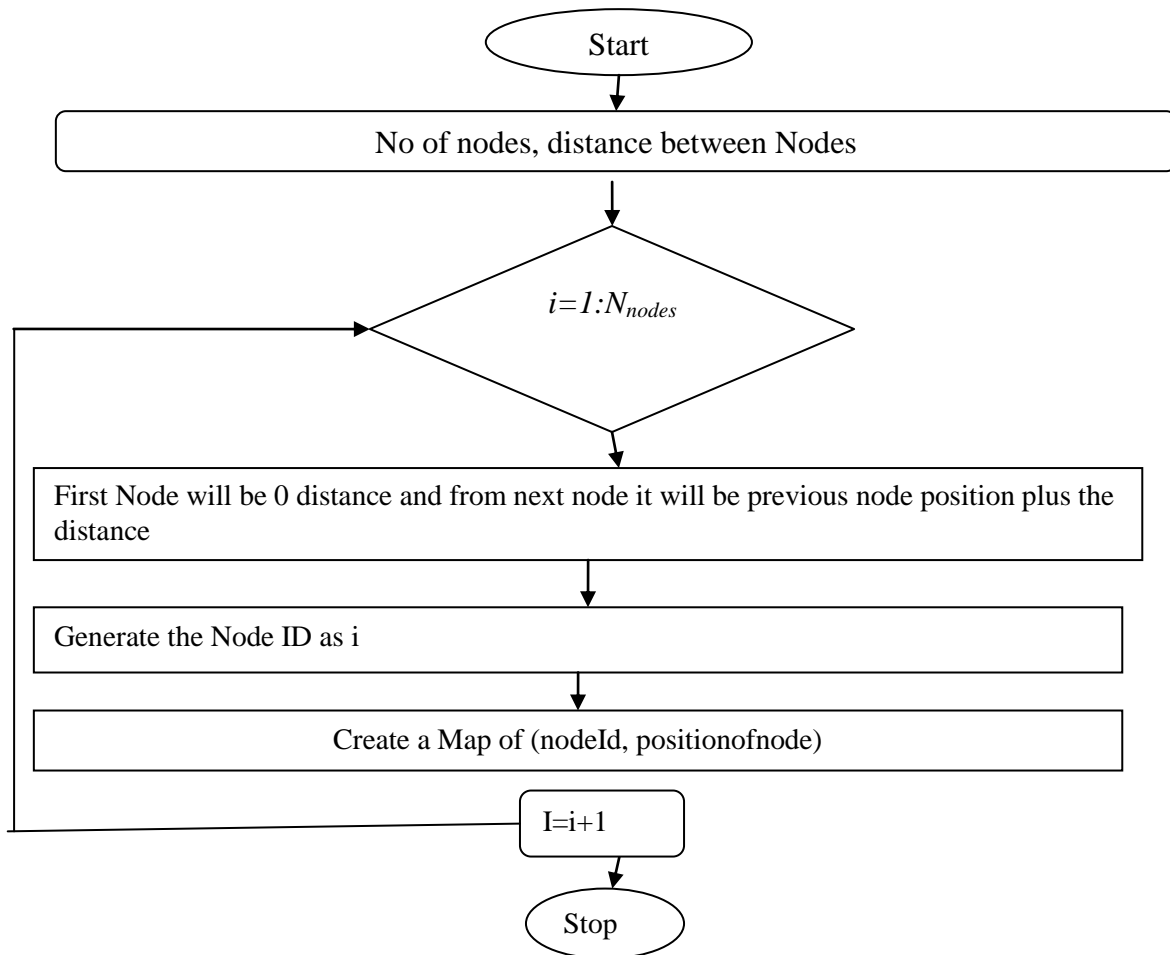 Start
No of nodes, distance between Nodes
i=1:Nnodes
First Node will be 0 distance and from next node it will be previous node position plus the
distance
Generate the Node ID as i
Create a Map of (nodeId, positionofnode)
I=i+1
Stop